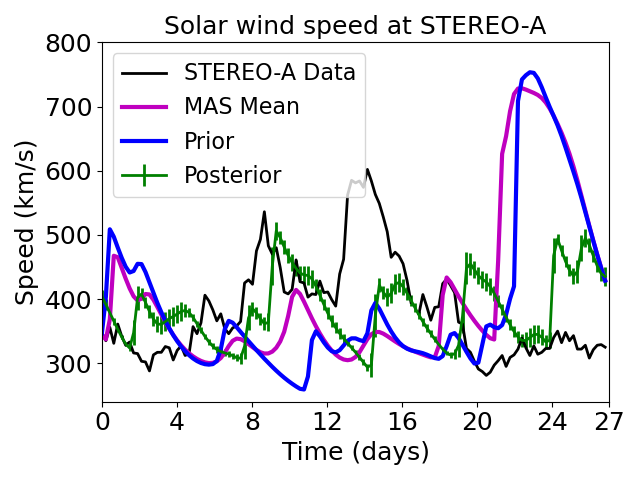 Solar wind speed at STEREO-A
800
700
600
500
400
300
Speed (km/s)
STEREO-A Data
MAS Mean
Prior
Posterior
0 4 8 12 16 20 24 27
Time (days)